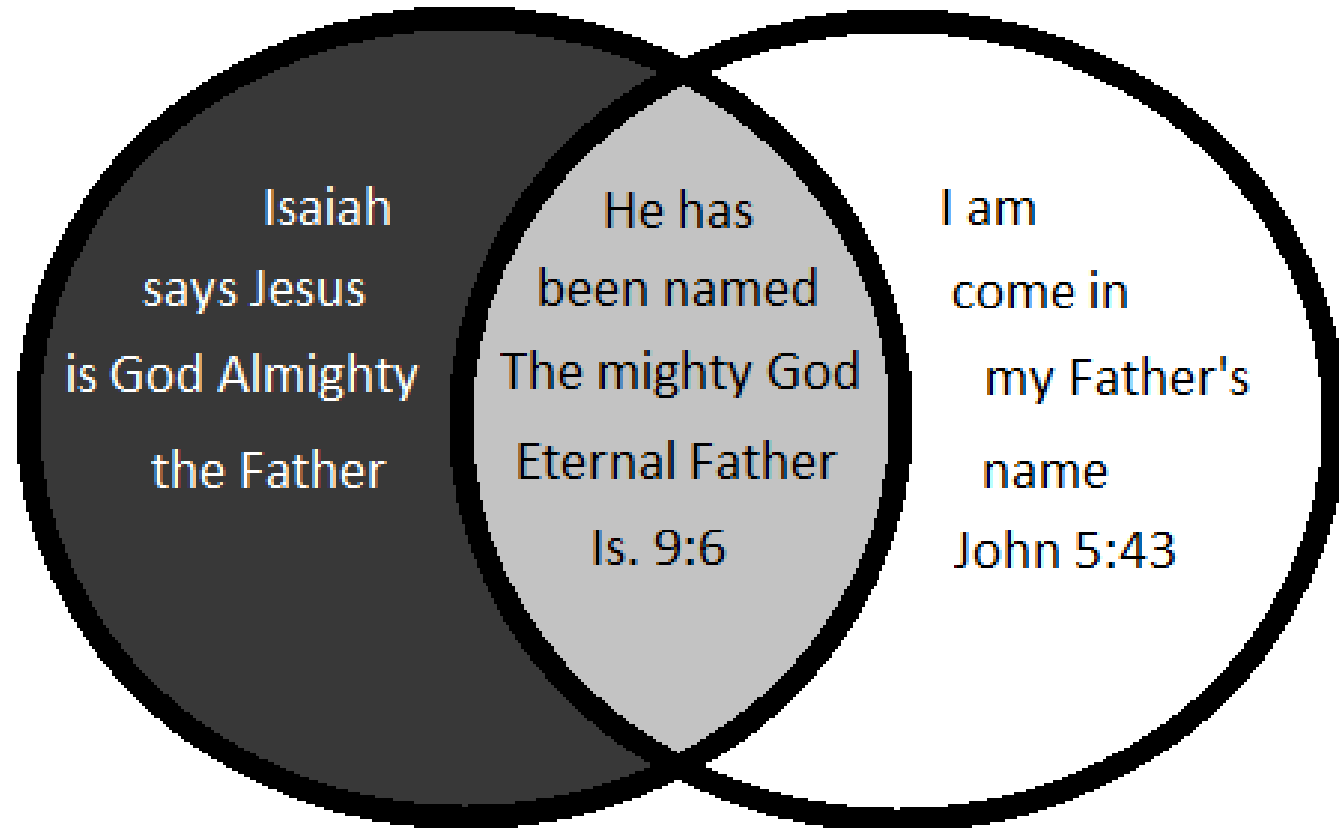 Isaiah
says Jesus
is God Almighty
the Father
He has
been named
The mighty God
Eternal Father
Is. 9:6
I am
come in
my Father's
name
John 5:43